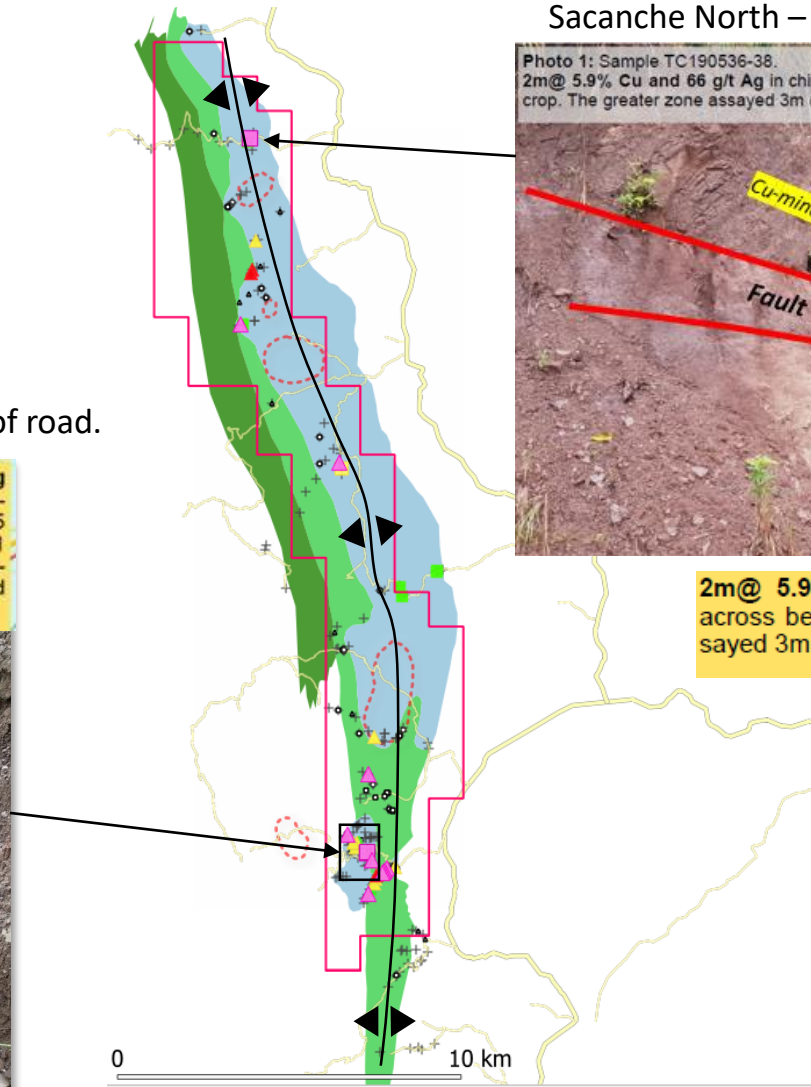 Sacanche North –
Photo 1: Sample TC190536-38.
2m@ 5.9% Cu and 66 g/t Ag in
crop. The greater zone assayed 3m
Fault
of road.
2m@ 5.9
across be
sayed 3m
0 10 km